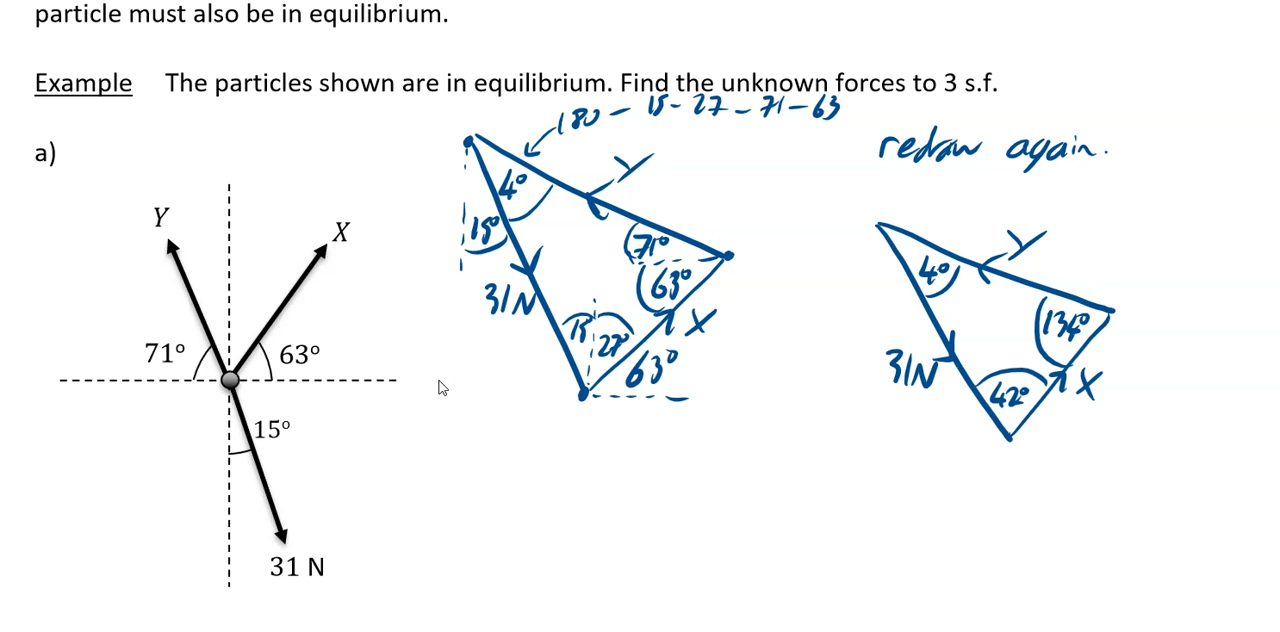 particle must also be in equilibrium.
Example The particles shown are in equilibrium. Find the unknown forces to 3 s.f.
180 - 15 - 27 - 71 - 63
redraw again.
a)
Y
X
71°
63°
15°
31 N
4°
15°
Y
71°
63°
31N
15°
27°
X
63°
Y
4°
134°
31N
42°
X